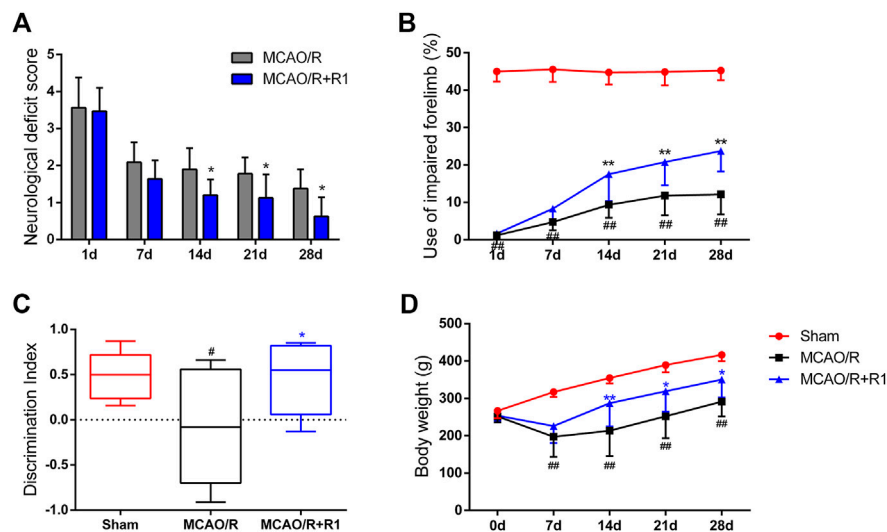 A
Neurological deficit score
5
4
3
2
1
0
MCAO/R
MCAO/R+R1
*
*
*
1d 7d 14d 21d 28d
B
Use of impaired forelimb (%)
50
40
30
20
10
0
** ** **
## ## ## ## ##
1d 7d 14d 21d 28d
C
Discrimination Index
1.0
0.5
0.0
-0.5
-1.0
#
*
Sham MCAO/R MCAO/R+R1
D
Body weight (g)
500
400
300
200
100
0
** * *
## ## ## ##
0d 7d 14d 21d 28d
Sham
MCAO/R
MCAO/R+R1